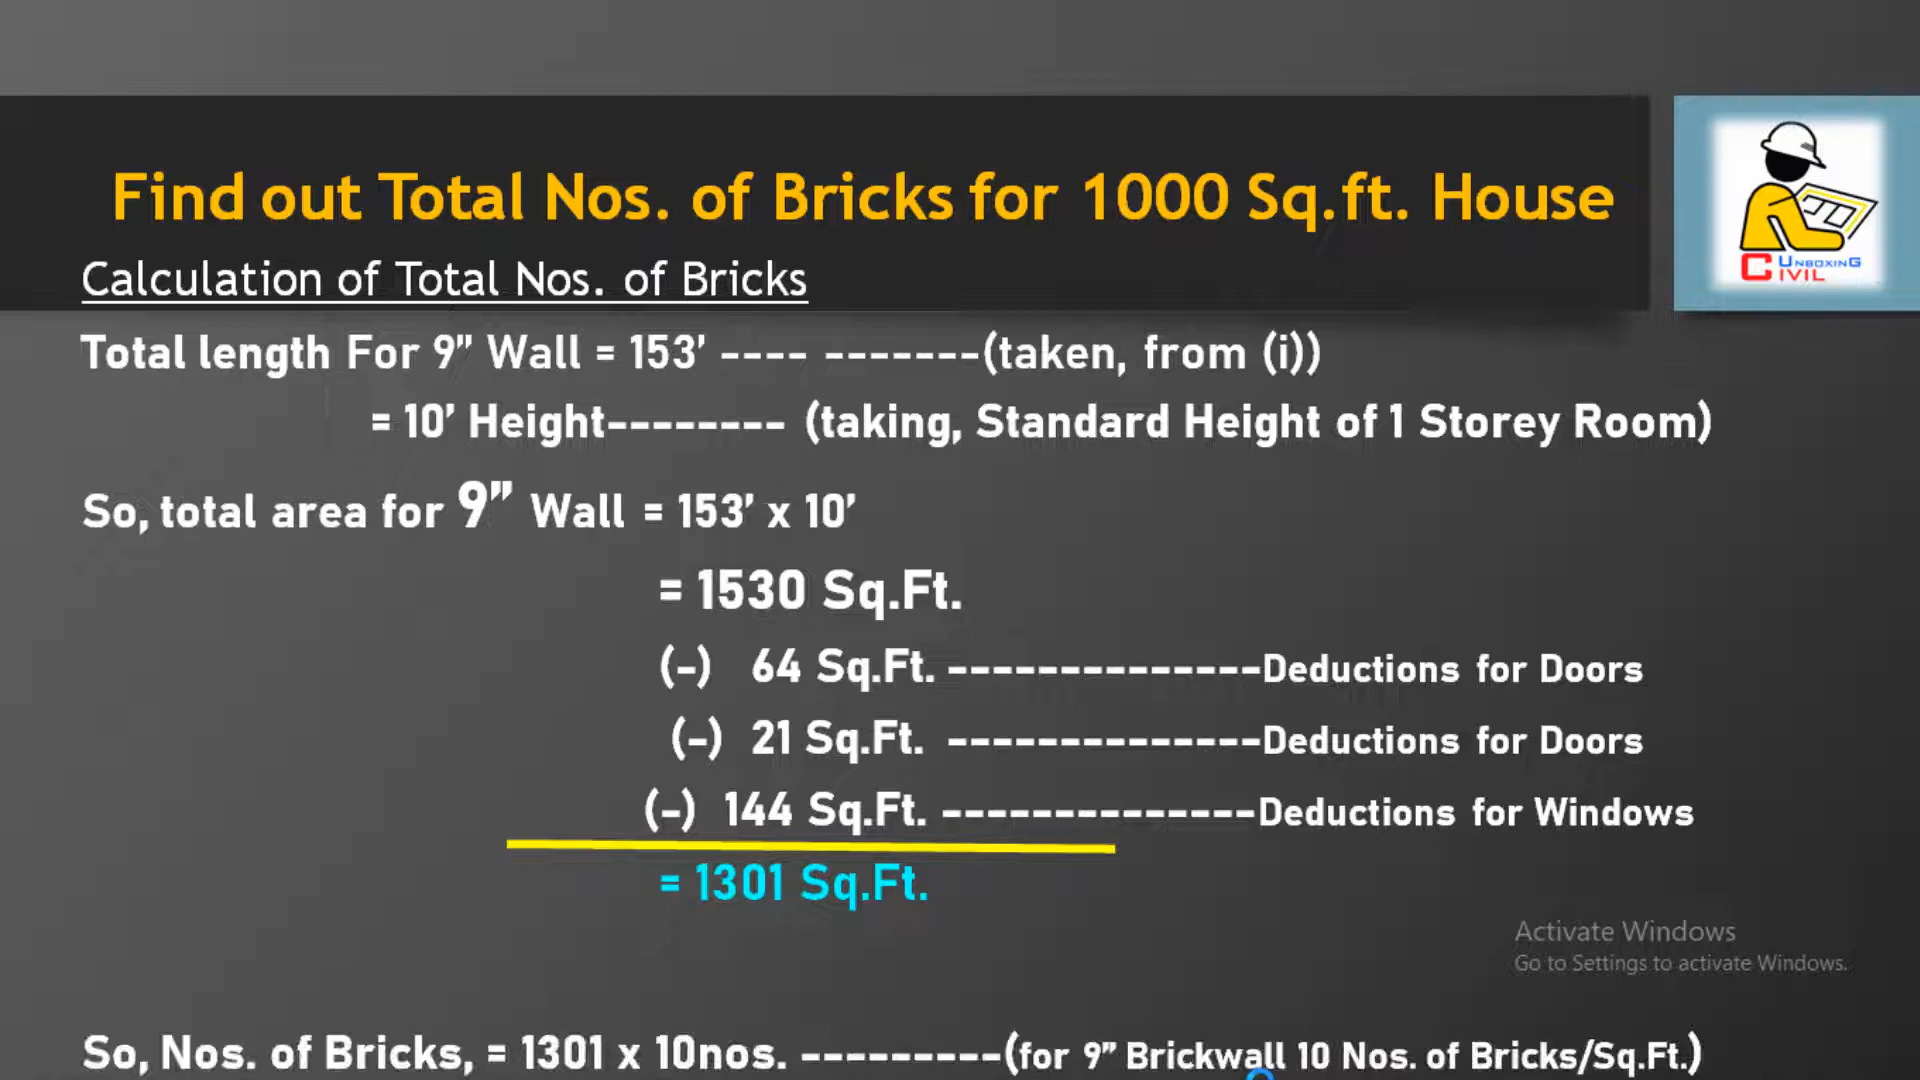 Find out Total Nos. of Bricks for 1000 Sq.ft. House
UNBOXING
CIVIL
Calculation of Total Nos. of Bricks
Total length For 9” Wall = 153’ ---- -------(taken, from (i))
= 10’ Height-------- (taking, Standard Height of 1 Storey Room)
So, total area for 9” Wall = 153’ x 10’
= 1530 Sq.Ft.
(-) 64 Sq.Ft. --------------Deductions for Doors
(-) 21 Sq.Ft. --------------Deductions for Doors
(-) 144 Sq.Ft. --------------Deductions for Windows
= 1301 Sq.Ft.
Activate Windows
Go to Settings to activate Windows.
So, Nos. of Bricks, = 1301 x 10nos. ---------(for 9” Brickwall 10 Nos. of Bricks/Sq.Ft.)